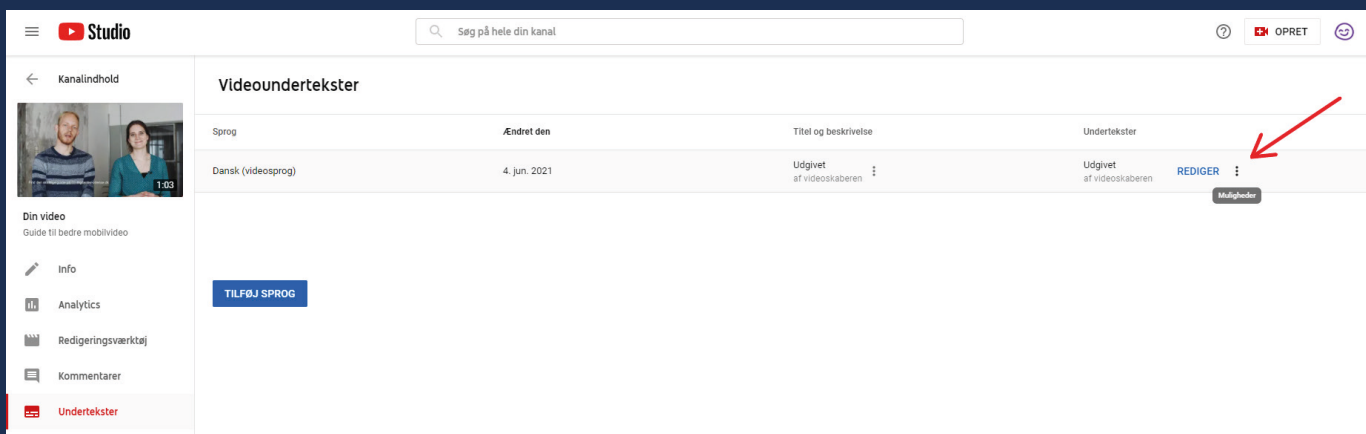 Studio
Søg på hele din kanal
OPRET
Kanalindhold
Videoundertekster
Sprog
Ændret den
Titel og beskrivelse
Undertekster
Dansk (videosprog)
4. jun. 2021
Udgivet
af videoskaberen
Udgivet
af videoskaberen
REDIGER
Muligheder
1:03
Din video
Guide til bedre mobilvideo
Info
TILFØJ SPROG
Analytics
Redigeringsværktøj
Kommentarer
Undertekster